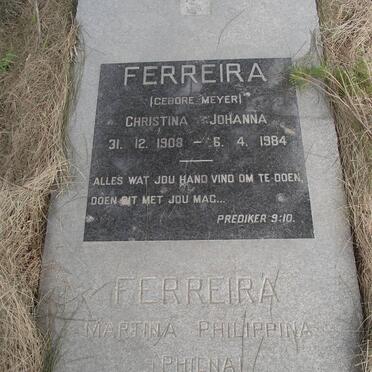 FERREIRA
(GEBORE MEYER)
CHRISTINA JOHANNA
31. 12. 1908 - 6. 4. 1984
ALLES WAT JOU HAND VIND OM TE DOEN,
DOEN DIT MET JOU MAG...
PREDIKER 9:10.
FERREIRA
MARTINA PHILIPPINA
(PHIENA)